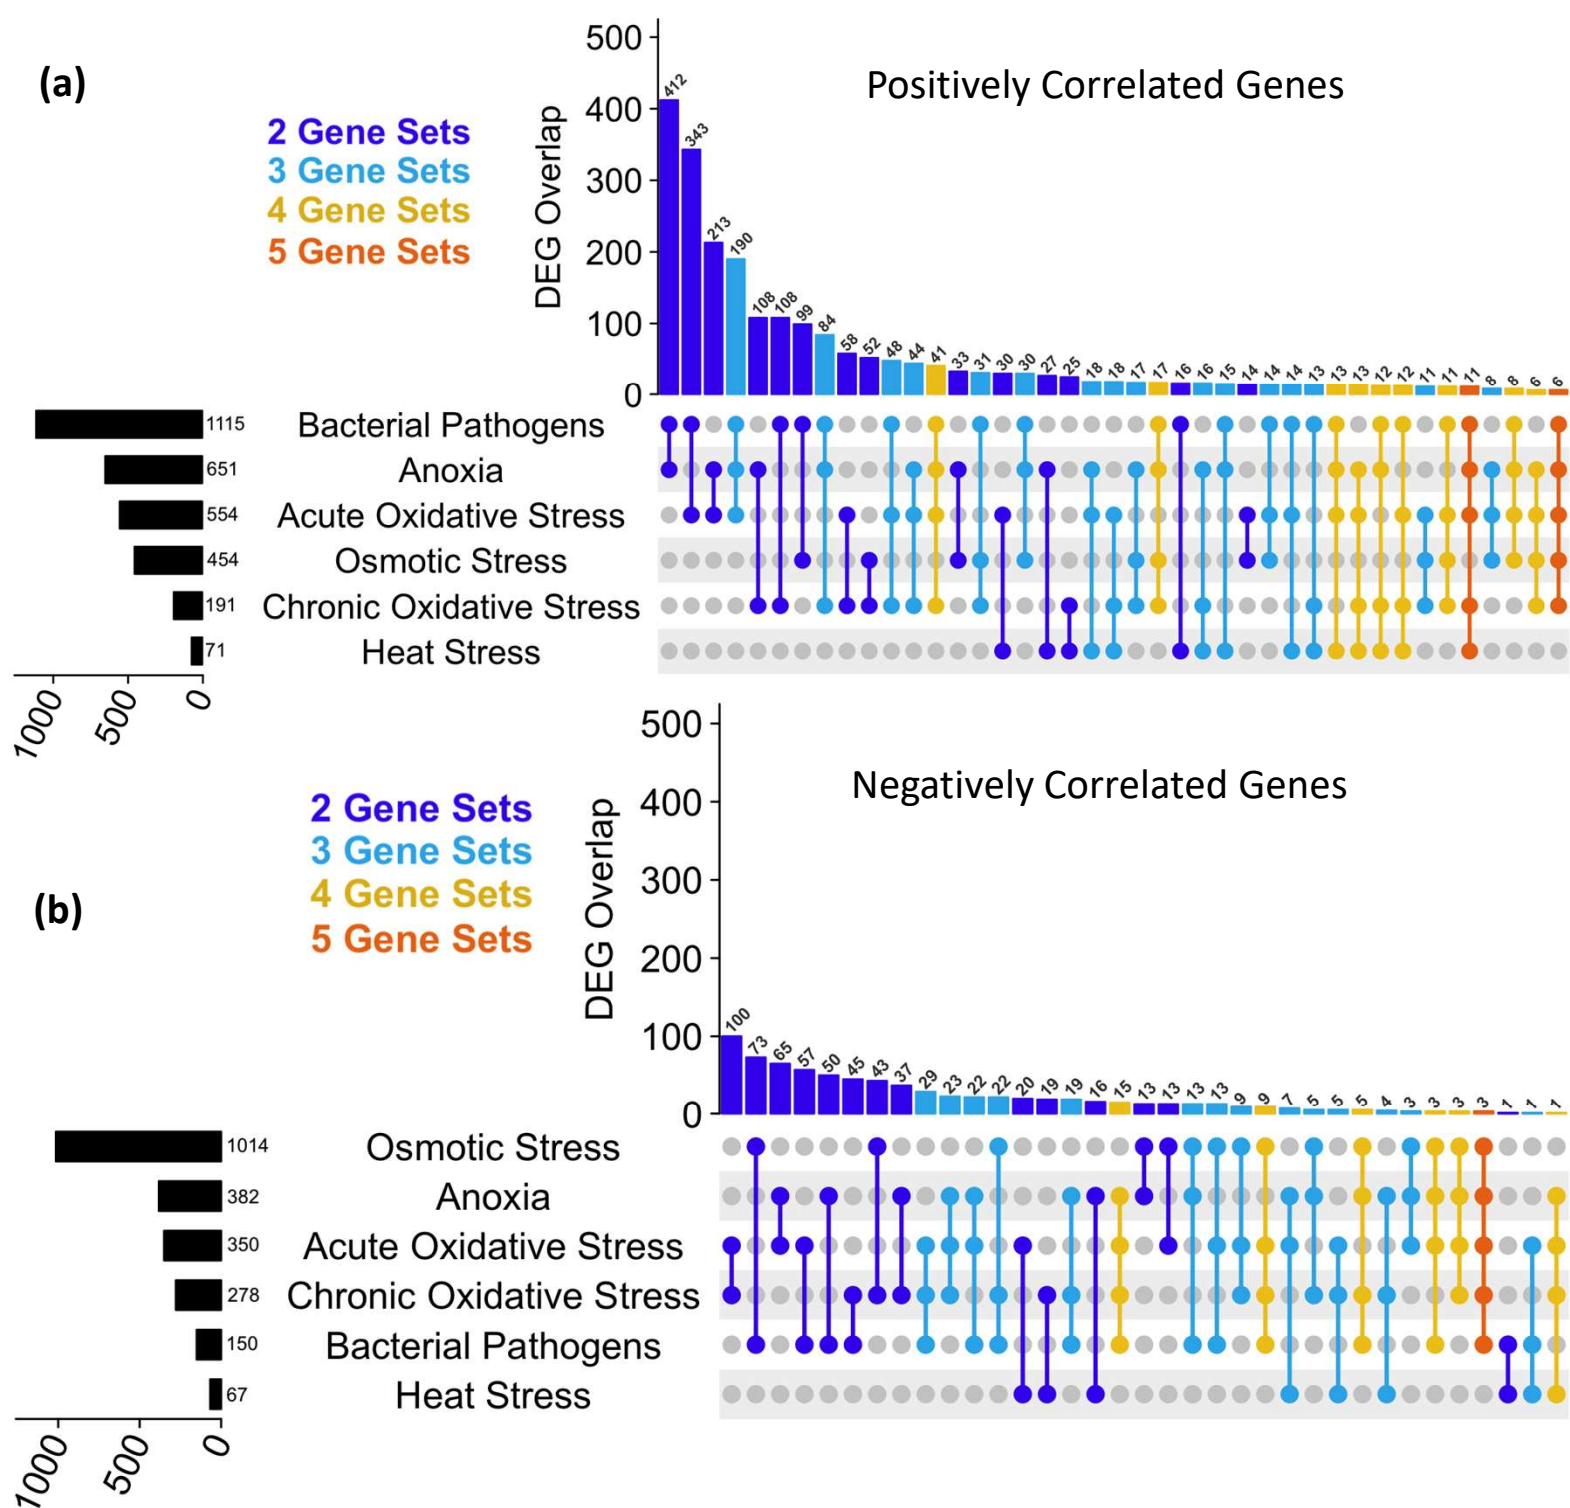 (a)
Positively Correlated Genes
2 Gene Sets
3 Gene Sets
4 Gene Sets
5 Gene Sets
DEG Overlap
500
400
300
200
100
0
412 343 213 190 108 108 99 84 58 52 48 44 41 33 31 30 30 27 25 18 18 17 17 16 16 15 14 14 14 13 13 13 12 12 11 11 11 8 8 6 6
1115 Bacterial Pathogens
651 Anoxia
554 Acute Oxidative Stress
454 Osmotic Stress
191 Chronic Oxidative Stress
71 Heat Stress
1000 500 0
(b)
Negatively Correlated Genes
2 Gene Sets
3 Gene Sets
4 Gene Sets
5 Gene Sets
DEG Overlap
500
400
300
200
100
0
100 73 65 57 50 45 43 37 29 23 22 22 20 19 19 16 15 13 13 13 13 9 9 7 5 5 5 4 3 3 3 3 1 1 1
1014 Osmotic Stress
382 Anoxia
350 Acute Oxidative Stress
278 Chronic Oxidative Stress
150 Bacterial Pathogens
67 Heat Stress
1000 500 0